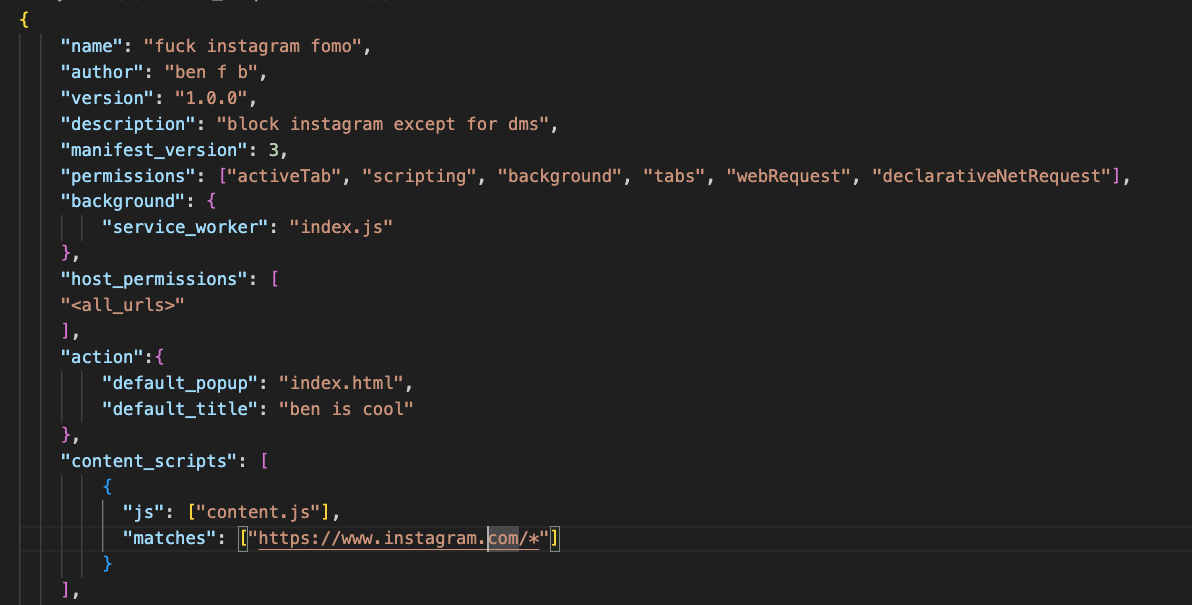 {
"name": "fuck instagram fomo",
"author": "ben f b",
"version": "1.0.0",
"description": "block instagram except for dms",
"manifest_version": 3,
"permissions": ["activeTab", "scripting", "background", "tabs", "webRequest", "declarativeNetRequest"],
"background": {
"service_worker": "index.js"
},
"host_permissions": [
"<all_urls>"
],
"action":{
"default_popup": "index.html",
"default_title": "ben is cool"
},
"content_scripts": [
{
"js": ["content.js"],
"matches": ["https://www.instagram.com/*"]
}
],